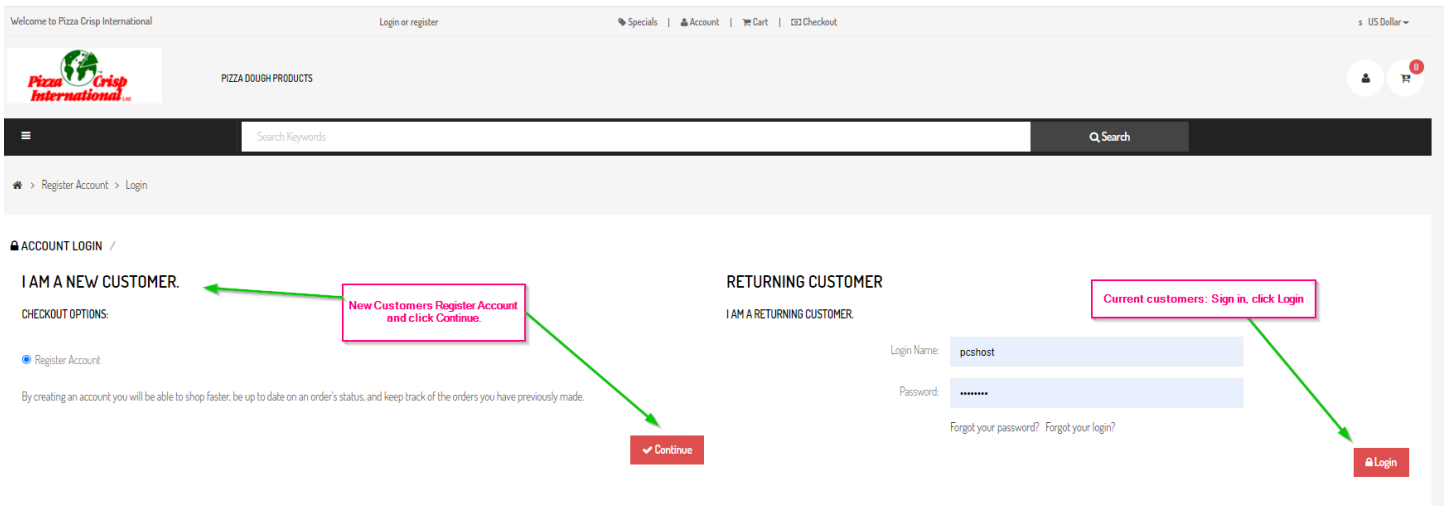 Welcome to Pizza Crisp International
Login or register
Specials | Account | Cart | Checkout
$ US Dollar
Pizza Crisp
International Ltd.
PIZZA DOUGH PRODUCTS
0
Search Keywords
Search
> Register Account > Login
ACCOUNT LOGIN /
I AM A NEW CUSTOMER.
CHECKOUT OPTIONS:
Register Account
By creating an account you will be able to shop faster, be up to date on an order's status, and keep track of the orders you have previously made.
Continue
New Customers Register Account
and click Continue.
RETURNING CUSTOMER
I AM A RETURNING CUSTOMER.
Current customers: Sign in, click Login
Login Name:
pcshost
Password:
••••••••
Forgot your password? Forgot your login?
Login